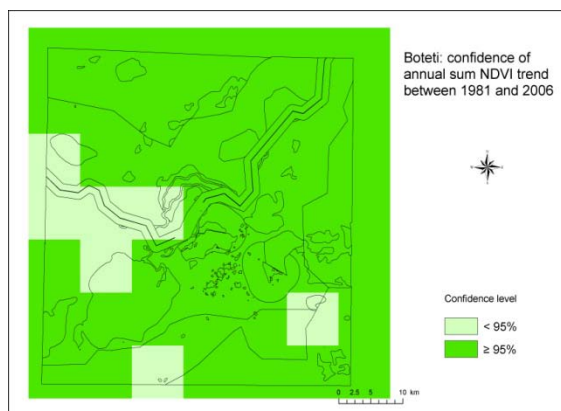 Boteti: confidence of
annual sum NDVI trend
between 1981 and 2006
Confidence level
< 95%
≥ 95%
0 2.5 5 10 km